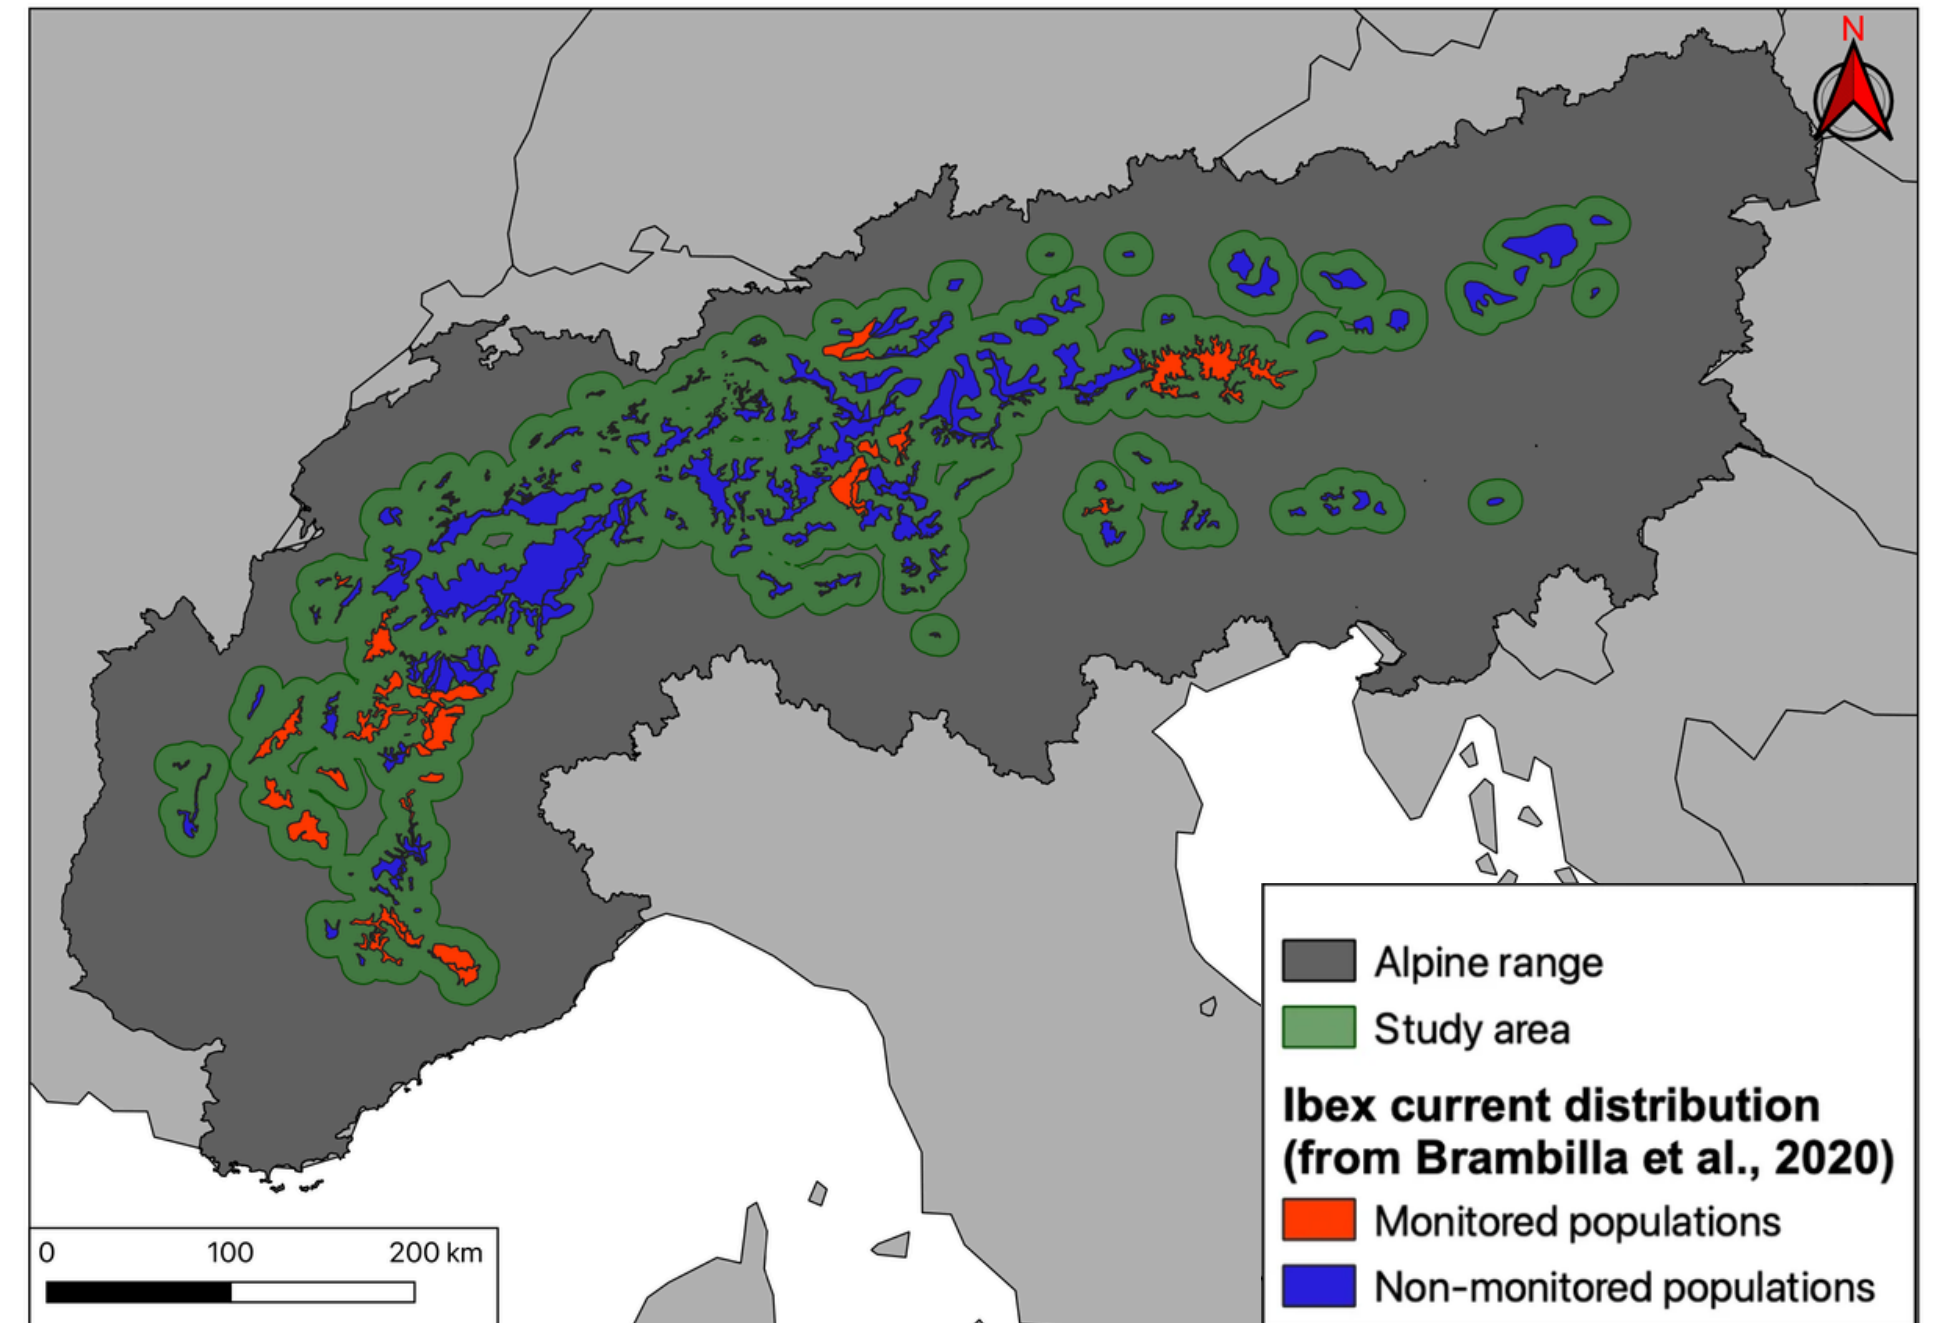 N
Alpine range
Study area
Ibex current distribution
(from Brambilla et al., 2020)
Monitored populations
Non-monitored populations
0 100 200 km